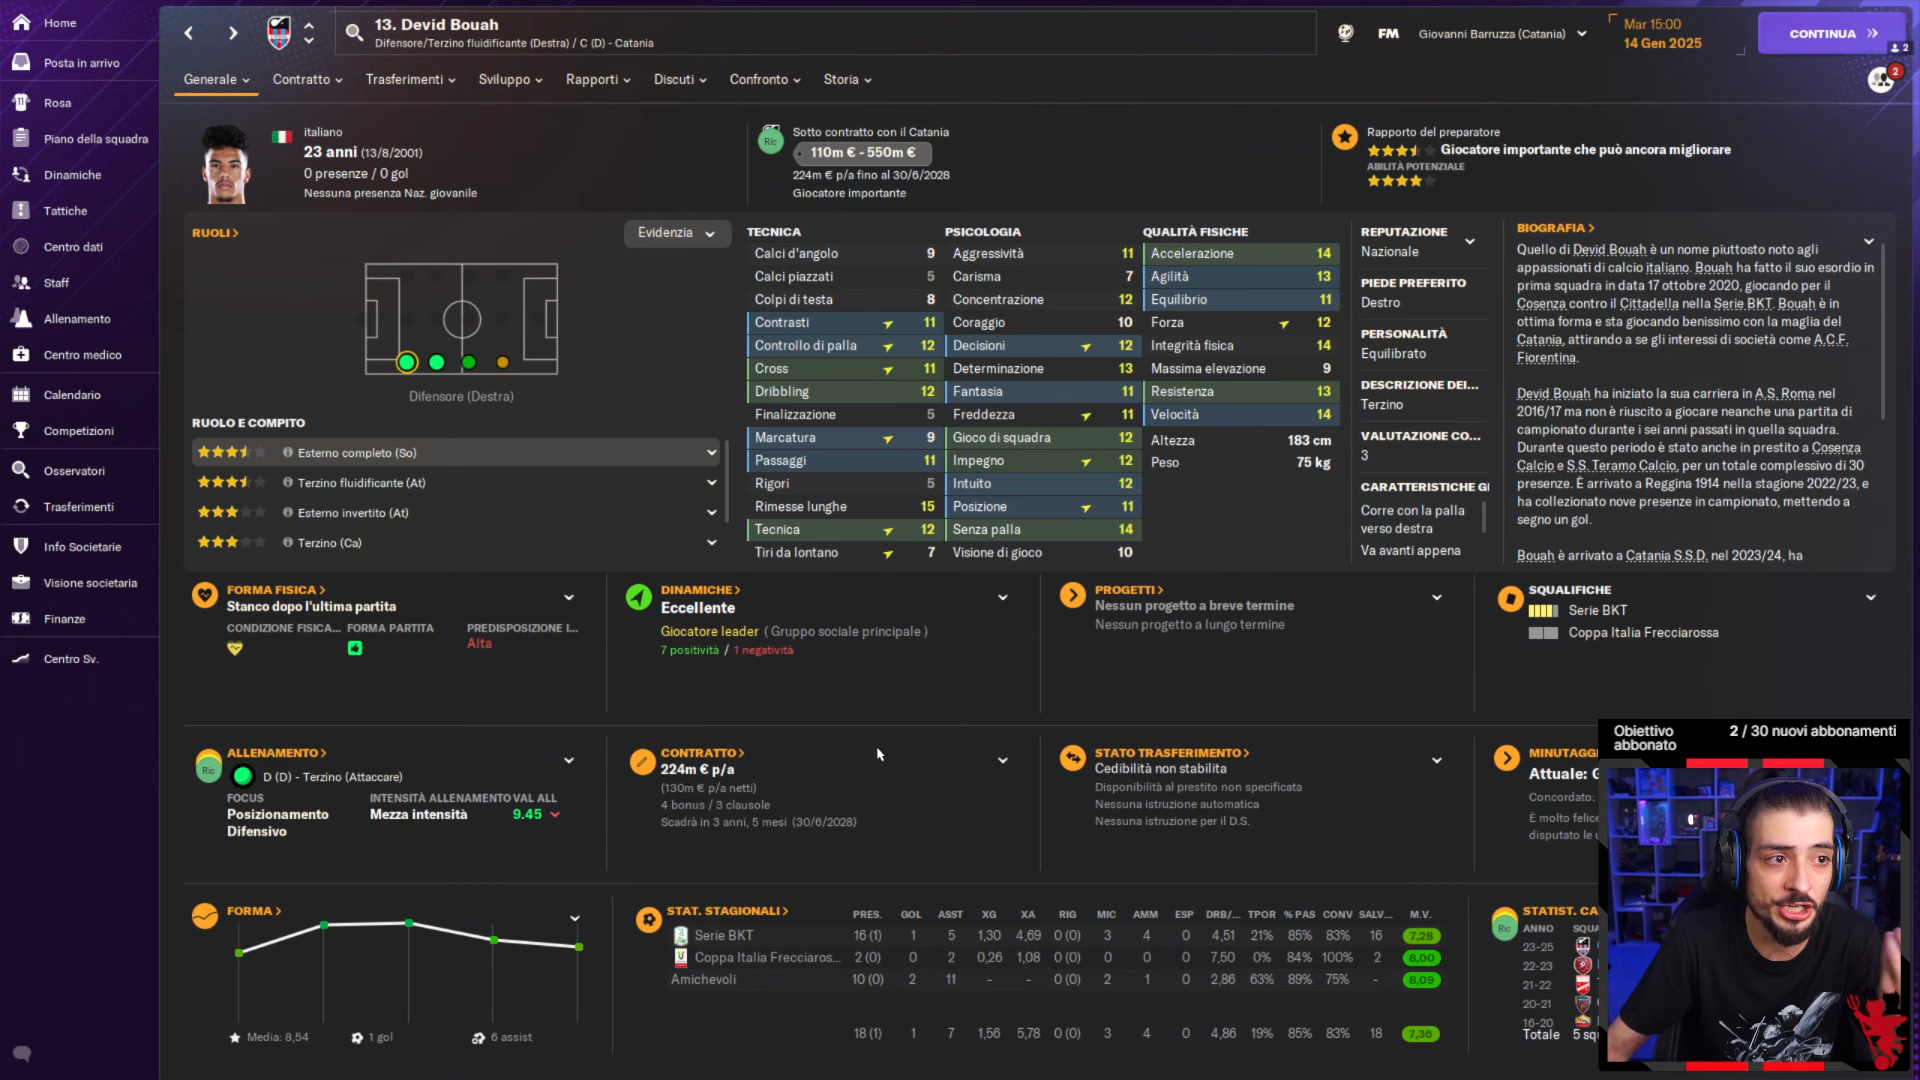 Home
Posta in arrivo
Rosa
Piano della squadra
Dinamiche
Tattiche
Centro dati
Staff
Allenamento
Centro medico
Calendario
Competizioni
Osservatori
Trasferimenti
Info Societarie
Visione societaria
Finanze
Centro Sv.
13. Devid Bouah
Difensore/Terzino fluidificante (Destra) / C (D) - Catania
FM
Giovanni Barruzza (Catania)
Mar 15:00
14 Gen 2025
CONTINUA
2
2
Generale
Contratto
Trasferimenti
Sviluppo
Rapporti
Discuti
Confronto
Storia
italiano
23 anni (13/8/2001)
0 presenze / 0 gol
Nessuna presenza Naz. giovanile
Ric
Sotto contratto con il Catania
110m € - 550m €
224m € p/a fino al 30/6/2028
Giocatore importante
Rapporto del preparatore
Giocatore importante che può ancora migliorare
ABILITÀ POTENZIALE
RUOLI
Evidenzia
Difensore (Destra)
RUOLO E COMPITO
Esterno completo (So)
Terzino fluidificante (At)
Esterno invertito (At)
Terzino (Ca)
TECNICA
Calci d'angolo 9
Calci piazzati 5
Colpi di testa 8
Contrasti 11
Controllo di palla 12
Cross 11
Dribbling 12
Finalizzazione 5
Marcatura 9
Passaggi 11
Rigori 5
Rimesse lunghe 15
Tecnica 12
Tiri da lontano 7
PSICOLOGIA
Aggressività 11
Carisma 7
Concentrazione 12
Coraggio 10
Decisioni 12
Determinazione 13
Fantasia 11
Freddezza 11
Gioco di squadra 12
Impegno 12
Intuito 12
Posizione 11
Senza palla 14
Visione di gioco 10
QUALITÀ FISICHE
Accelerazione 14
Agilità 13
Equilibrio 11
Forza 12
Integrità fisica 14
Massima elevazione 9
Resistenza 13
Velocità 14
Altezza 183 cm
Peso 75 kg
REPUTAZIONE
Nazionale
PIEDE PREFERITO
Destro
PERSONALITÀ
Equilibrato
DESCRIZIONE DEI...
Terzino
VALUTAZIONE CO...
3
CARATTERISTICHE GI
Corre con la palla
verso destra
Va avanti appena
BIOGRAFIA
Quello di Devid Bouah è un nome piuttosto noto agli
appassionati di calcio italiano. Bouah ha fatto il suo esordio in
prima squadra in data 17 ottobre 2020, giocando per il
Cosenza contro il Cittadella nella Serie BKT. Bouah è in
ottima forma e sta giocando benissimo con la maglia del
Catania, attirando a se gli interessi di società come A.C.F.
Fiorentina.
Devid Bouah ha iniziato la sua carriera in A.S. Roma nel
2016/17 ma non è riuscito a giocare neanche una partita di
campionato durante i sei anni passati in quella squadra.
Durante questo periodo è stato anche in prestito a Cosenza
Calcio e S.S. Teramo Calcio, per un totale complessivo di 30
presenze. È arrivato a Reggina 1914 nella stagione 2022/23, e
ha collezionato nove presenze in campionato, mettendo a
segno un gol.
Bouah è arrivato a Catania S.S.D. nel 2023/24, ha
FORMA FISICA
Stanco dopo l'ultima partita
CONDIZIONE FISICA... FORMA PARTITA PREDISPOSIZIONE I...
Alta
DINAMICHE
Eccellente
Giocatore leader ( Gruppo sociale principale )
7 positività / 1 negatività
PROGETTI
Nessun progetto a breve termine
Nessun progetto a lungo termine
SQUALIFICHE
Serie BKT
Coppa Italia Frecciarossa
Ric
ALLENAMENTO
D (D) - Terzino (Attaccare)
FOCUS INTENSITÀ ALLENAMENTO VAL ALL
Posizionamento Mezza intensità 9.45
Difensivo
CONTRATTO
224m € p/a
(130m € p/a netti)
4 bonus / 3 clausole
Scadrà in 3 anni, 5 mesi (30/6/2028)
STATO TRASFERIMENTO
Cedibilità non stabilita
Disponibilità al prestito non specificata
Nessuna istruzione automatica
Nessuna istruzione per il D.S.
MINUTAGG
Attuale: G
Concordato:
È molto felice
disputato le u
Obiettivo abbonato
2 / 30 nuovi abbonamenti
FORMA
Media: 8,54
1 gol
6 assist
STAT. STAGIONALI PRES. GOL ASST XG XA RIG MIC AMM ESP DRB/... TPOR % PAS CONV SALV... M.V.
Serie BKT 16 (1) 1 5 1,30 4,69 0 (0) 3 4 0 4,51 21% 85% 83% 16 7,28
Coppa Italia Frecciaros... 2 (0) 0 2 0,26 1,08 0 (0) 0 0 0 7,50 0% 84% 100% 2 8,00
Amichevoli 10 (0) 2 11 - - 0 (0) 2 1 0 2,86 63% 89% 75% - 8,09
18 (1) 1 7 1,56 5,78 0 (0) 3 4 0 4,86 19% 85% 83% 18 7,36
Ric
STATIST. CA
ANNO SQUA
23-25
22-23
21-22
20-21
16-20
Totale 5 squ